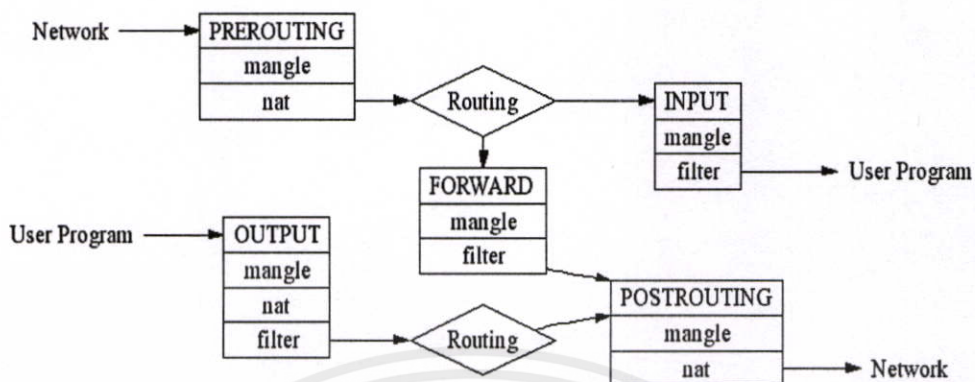 Network
PREROUTING
mangle
nat
Routing
INPUT
mangle
filter
User Program
FORWARD
mangle
filter
User Program
OUTPUT
mangle
nat
filter
Routing
POSTROUTING
mangle
nat
Network